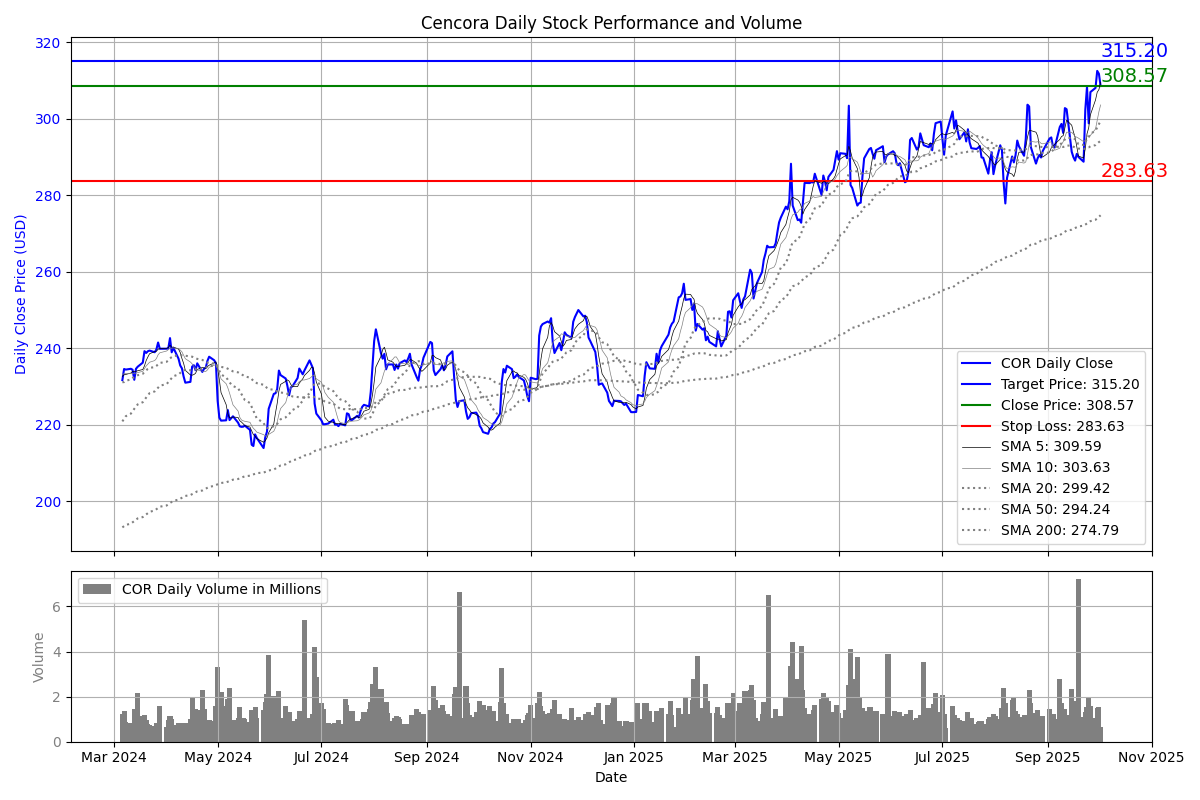 Cencora Daily Stock Performance and Volume
Daily Close Price (USD)
320
300
280
260
240
220
200
315.20
308.57
283.63
COR Daily Close
Target Price: 315.20
Close Price: 308.57
Stop Loss: 283.63
SMA 5: 309.59
SMA 10: 303.63
SMA 20: 299.42
SMA 50: 294.24
SMA 200: 274.79
COR Daily Volume in Millions
Volume
6
4
2
0
Mar 2024 May 2024 Jul 2024 Sep 2024 Nov 2024 Jan 2025 Mar 2025 May 2025 Jul 2025 Sep 2025 Nov 2025
Date